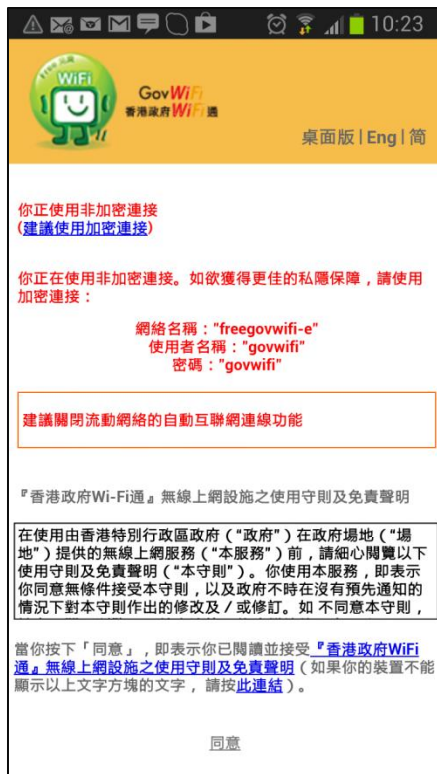 10:23
WiFi
GovWiFi
香港政府WiFi通
桌面版|Eng|简
你正使用非加密連接
(建議使用加密連接)
你正在使用非加密連接。如欲獲得更佳的私隱保障，請使用
加密連接：
網絡名稱："freegovwifi-e"
使用者名稱："govwifi"
密碼："govwifi"
建議關閉流動網絡的自動互聯網連線功能
『香港政府Wi-Fi通』無線上網設施之使用守則及免責聲明
在使用由香港特別行政區政府（"政府"）在政府場地（"場
地"）提供的無線上網服務（"本服務"）前，請細心閱覽以下
使用守則及免責聲明（"本守則"）。你使用本服務，即表示
你同意無條件接受本守則，以及政府不時在沒有預先通知的
情況下對本守則作出的修改及／或修訂。如 不同意本守則，
當你按下「同意」，即表示你已閱讀並接受『香港政府WiFi
通』無線上網設施之使用守則及免責聲明（如果你的裝置不能
顯示以上文字方塊的文字， 請按此連結）。
同意